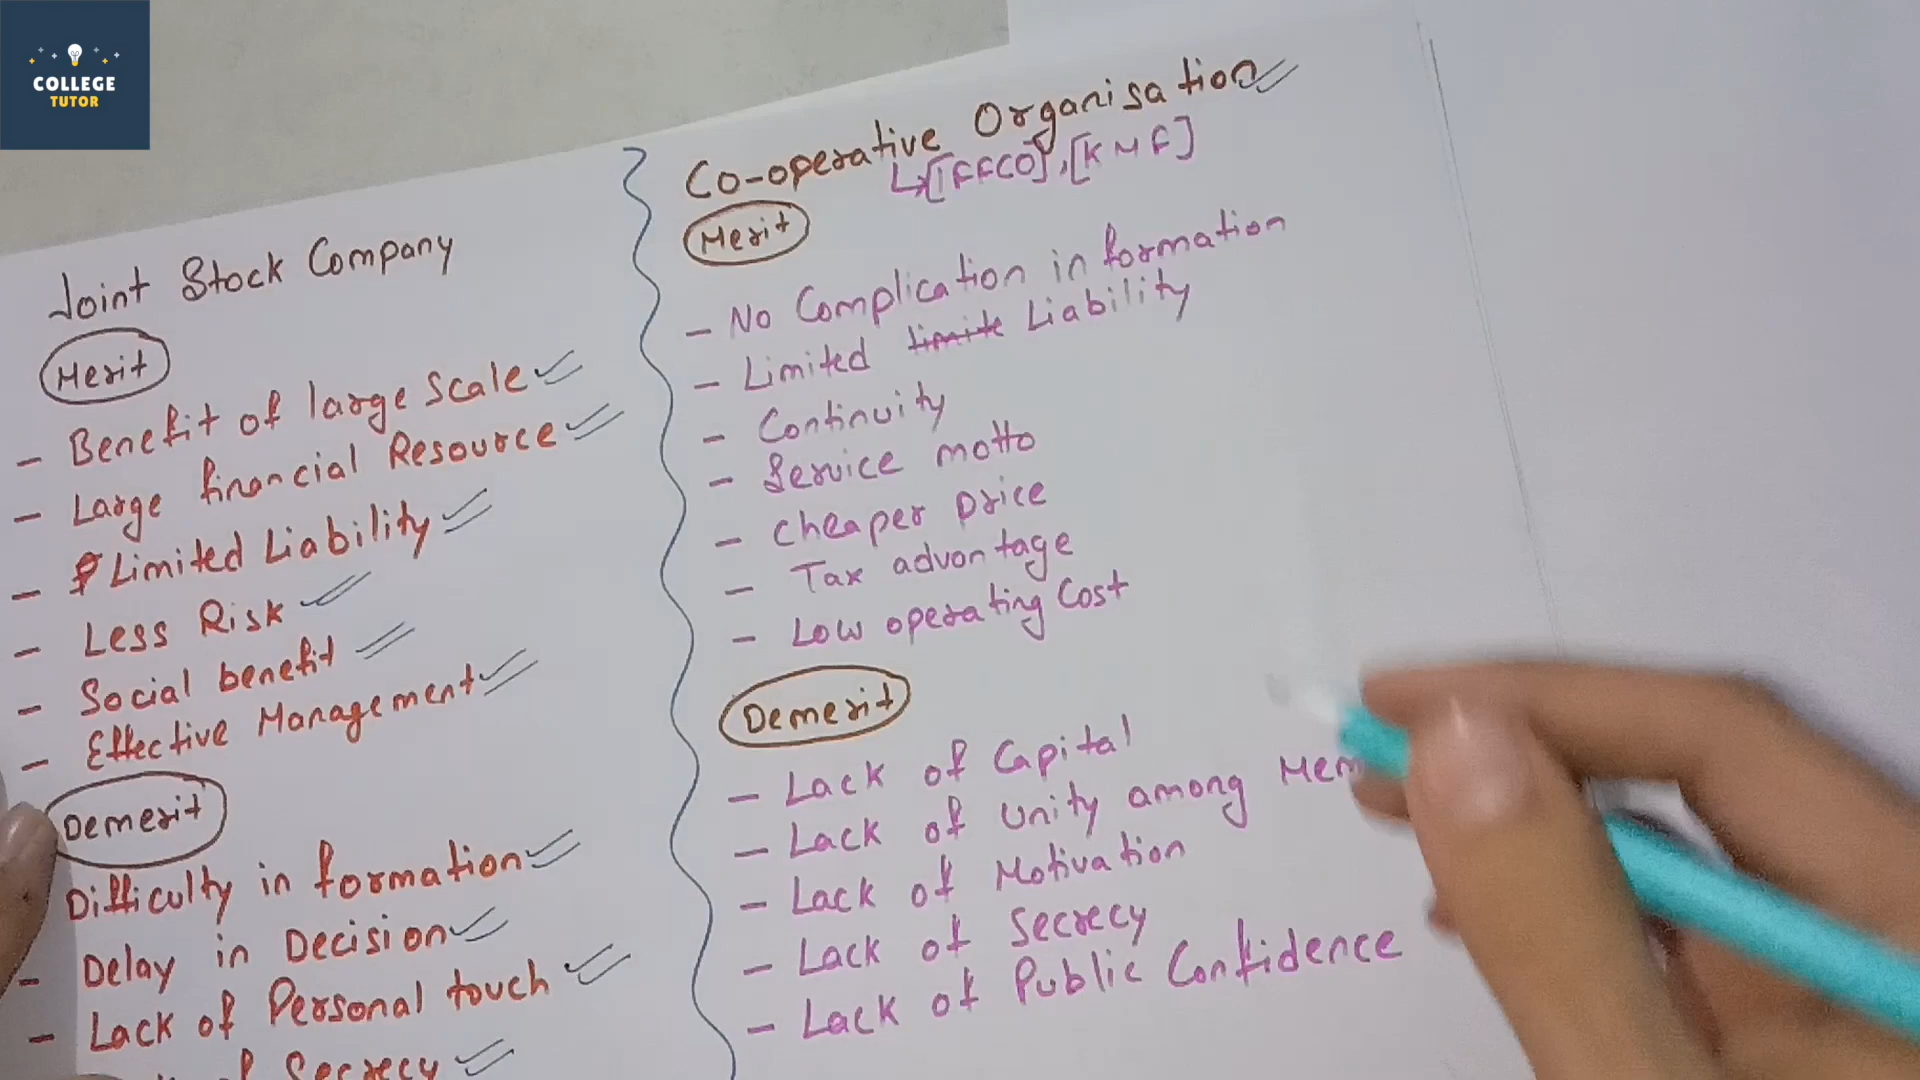 COLLEGE
TUTOR
Joint Stock Company
Merit
- Benefit of large Scale
- Large financial Resource
- Limited Liability
- Less Risk
- Social benefit
- Effective Management
Demerit
Difficulty in formation
- Delay in Decision
- Lack of Personal touch
of Secrecy
Co-operative Organisation
↳[IFFCO],[KMF]
Merit
- No Complication in formation
- Limited limite Liability
- Continuity
- Service motto
- Cheaper price
- Tax advantage
- Low operating Cost
Demerit
- Lack of Capital
- Lack of Unity among Mem
- Lack of Motivation
- Lack of Secrecy
- Lack of Public Confidence